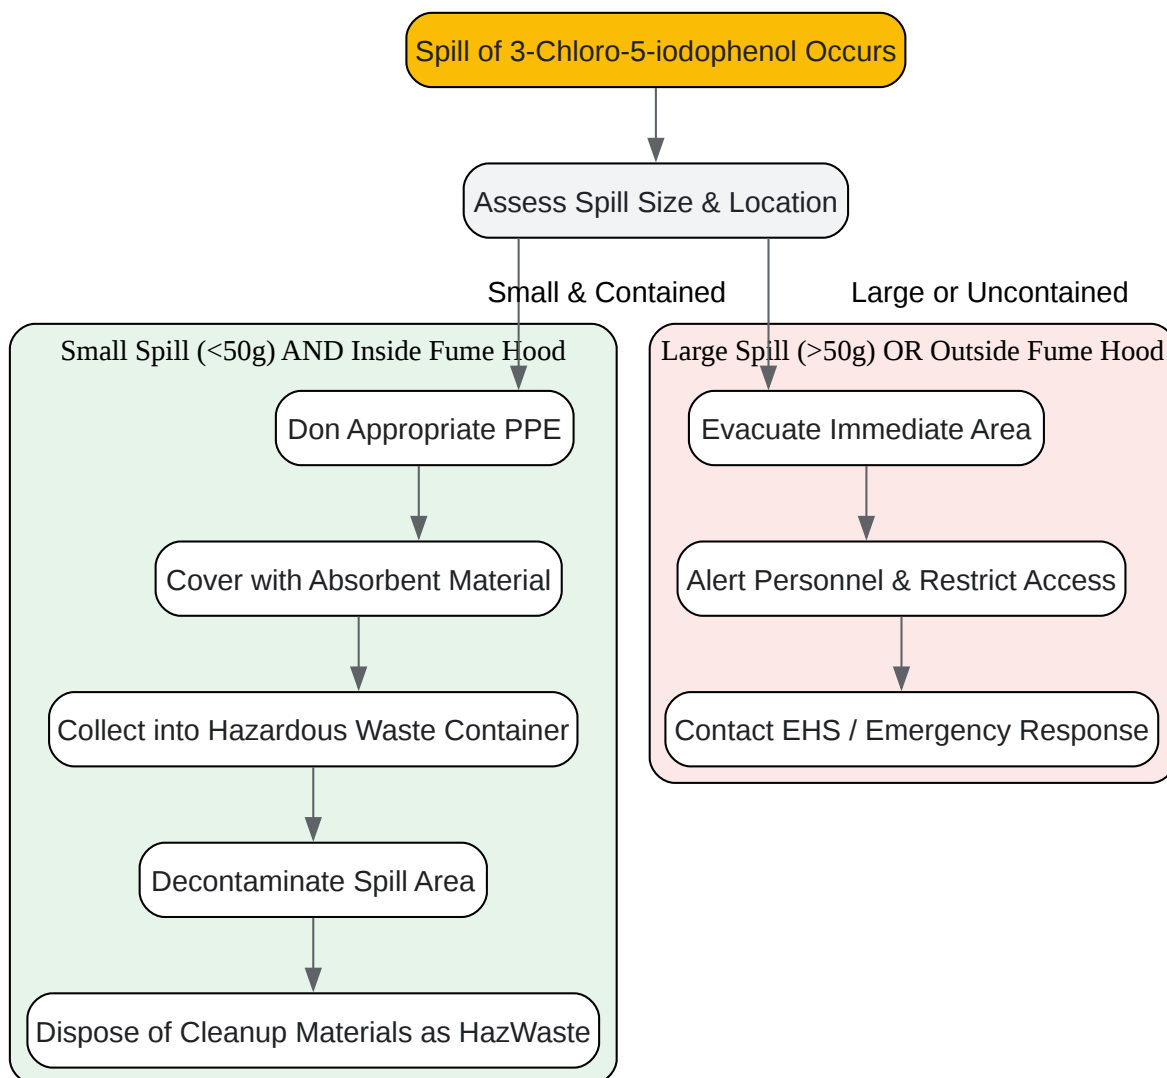 Spill of 3-Chloro-5-iodophenol Occurs
Assess Spill Size & Location
Small & Contained
Large or Uncontained
Small Spill (<50g) AND Inside Fume Hood
Don Appropriate PPE
Cover with Absorbent Material
Collect into Hazardous Waste Container
Decontaminate Spill Area
Dispose of Cleanup Materials as HazWaste
Large Spill (>50g) OR Outside Fume Hood
Evacuate Immediate Area
Alert Personnel & Restrict Access
Contact EHS / Emergency Response